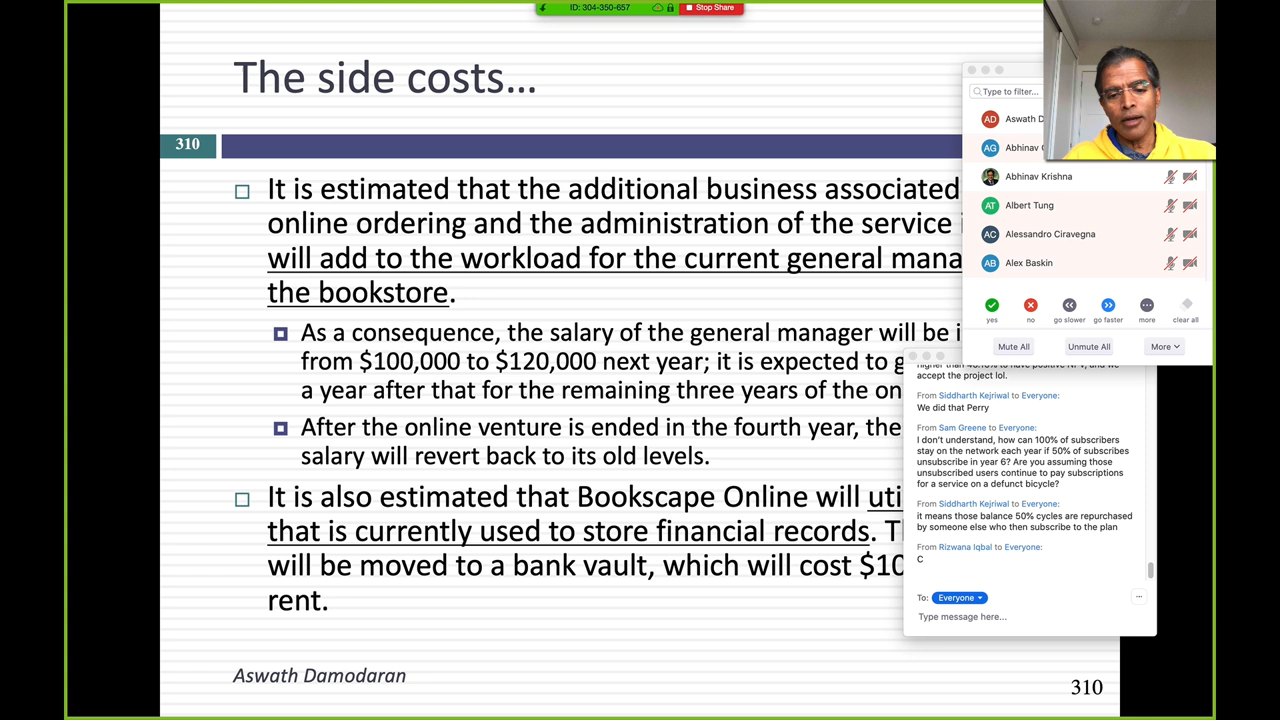 ID: 304-350-657
Stop Share
The side costs…
310
It is estimated that the additional business associated
online ordering and the administration of the service
will add to the workload for the current general mana
the bookstore.
As a consequence, the salary of the general manager will be i
from $100,000 to $120,000 next year; it is expected to g
a year after that for the remaining three years of the on
After the online venture is ended in the fourth year, the
salary will revert back to its old levels.
It is also estimated that Bookscape Online will uti
that is currently used to store financial records. T
will be moved to a bank vault, which will cost $10
rent.
Aswath Damodaran
310
Type to filter...
AD Aswath D
AG Abhinav
Abhinav Krishna
AT Albert Tung
AC Alessandro Ciravegna
AB Alex Baskin
yes no go slower go faster more clear all
Mute All Unmute All More
accept the project lol.
From Siddharth Kejriwal to Everyone:
We did that Perry
From Sam Greene to Everyone:
I don't understand, how can 100% of subscribers
stay on the network each year if 50% of subscribes
unsubscribe in year 6? Are you assuming those
unsubscribed users continue to pay subscriptions
for a service on a defunct bicycle?
From Siddharth Kejriwal to Everyone:
it means those balance 50% cycles are repurchased
by someone else who then subscribe to the plan
From Rizwana Iqbal to Everyone:
C
To: Everyone
Type message here...